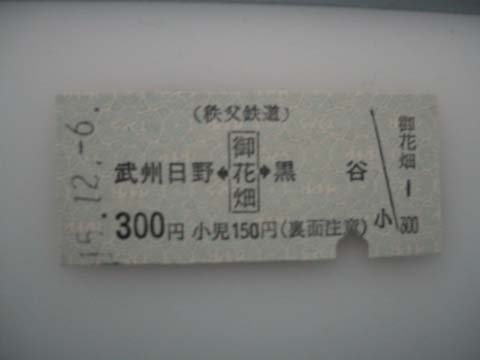 (秩父鉄道)
武州日野⬌御花畑➡黒谷
300円 小児150円(裏面注意)
小
御花畑
300
.12.-6.